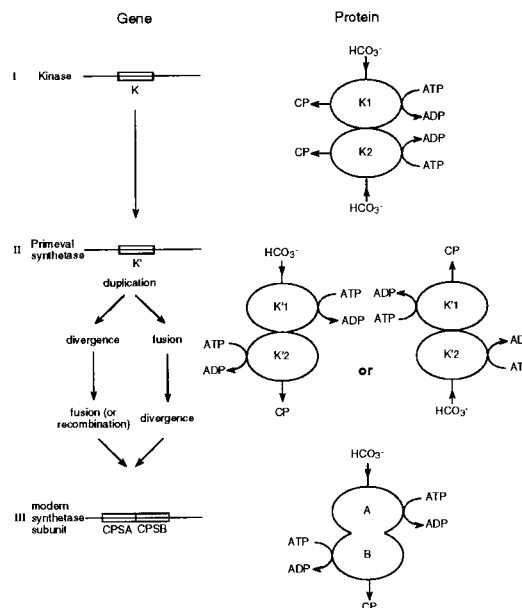 Gene
Protein
I Kinase
K
HCO₃⁻
CP
K1
ATP
ADP
CP
K2
ADP
ATP
HCO₃⁻
II Primeval
synthetase
K'
duplication
divergence
fusion
fusion (or
recombination)
divergence
HCO₃⁻
K'1
ATP
ADP
ATP
K'2
ADP
CP
or
CP
ADP
K'1
ATP
K'2
HCO₃⁻
III modern
synthetase
subunit
CPSA CPSB
HCO₃⁻
A
ATP
ADP
ATP
B
ADP
CP